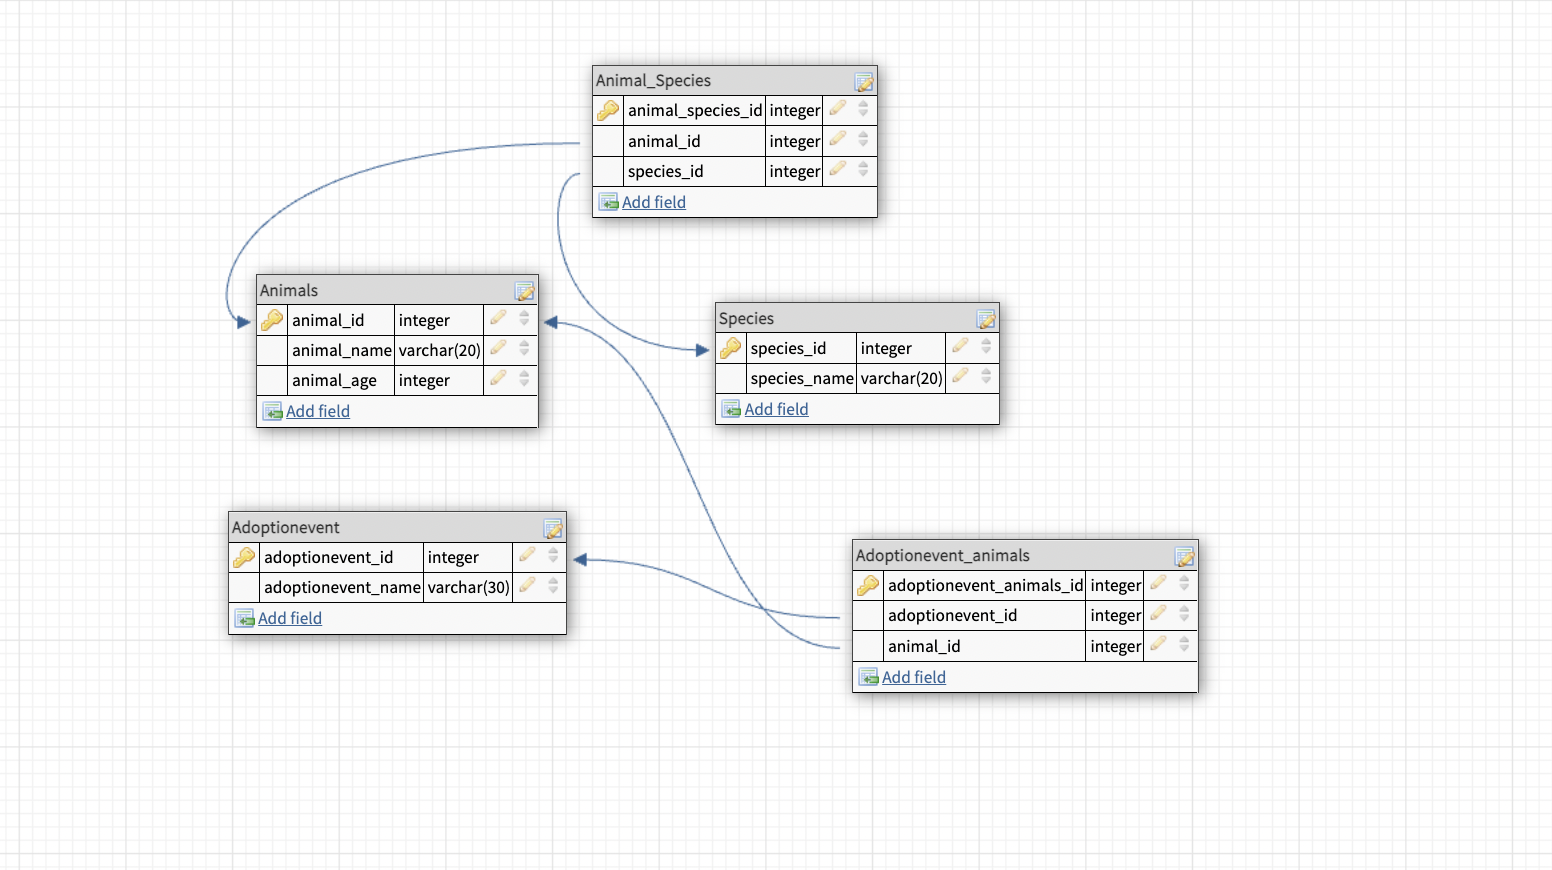 Animal_Species
animal_species_id integer
animal_id integer
species_id integer
Add field
Animals
animal_id integer
animal_name varchar(20)
animal_age integer
Add field
Species
species_id integer
species_name varchar(20)
Add field
Adoptionevent
adoptionevent_id integer
adoptionevent_name varchar(30)
Add field
Adoptionevent_animals
adoptionevent_animals_id integer
adoptionevent_id integer
animal_id integer
Add field